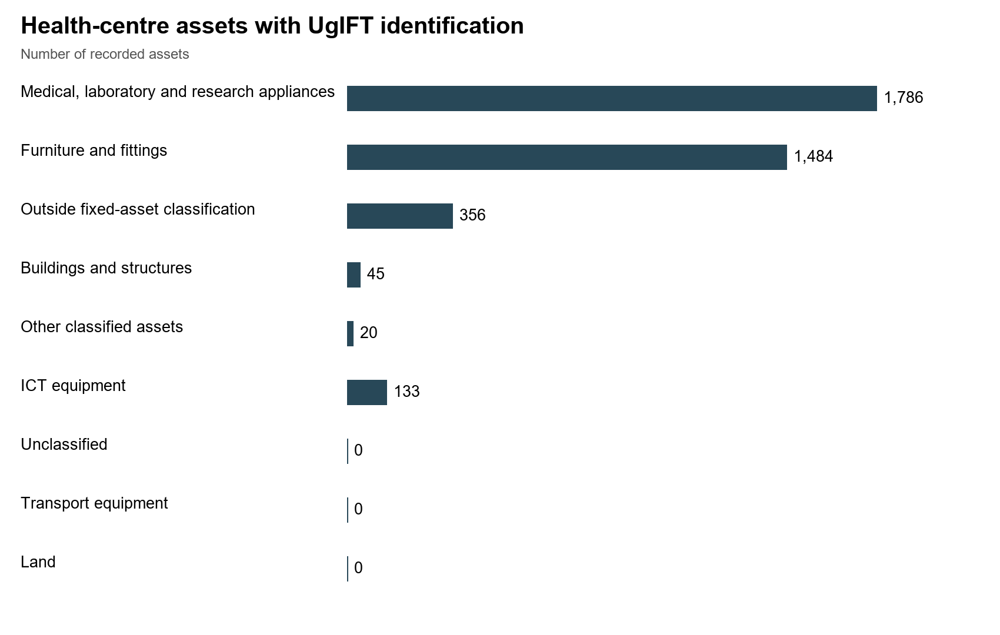 Health-centre assets with UgIFT identification
Number of recorded assets
Medical, laboratory and research appliances 1,786
Furniture and fittings 1,484
Outside fixed-asset classification 356
Buildings and structures 45
Other classified assets 20
ICT equipment 133
Unclassified 0
Transport equipment 0
Land 0